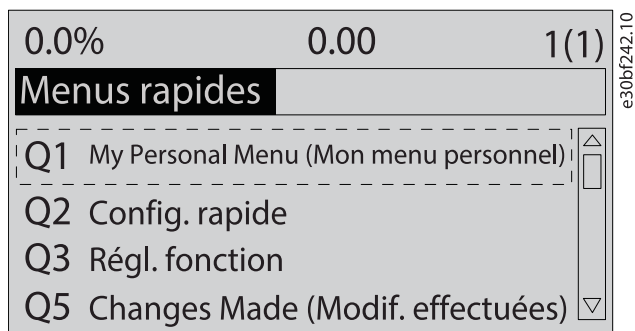 0.0% 0.00 1(1)
Menus rapides
Q1 My Personal Menu (Mon menu personnel)
Q2 Config. rapide
Q3 Régl. fonction
Q5 Changes Made (Modif. effectuées)
e30bf242.10